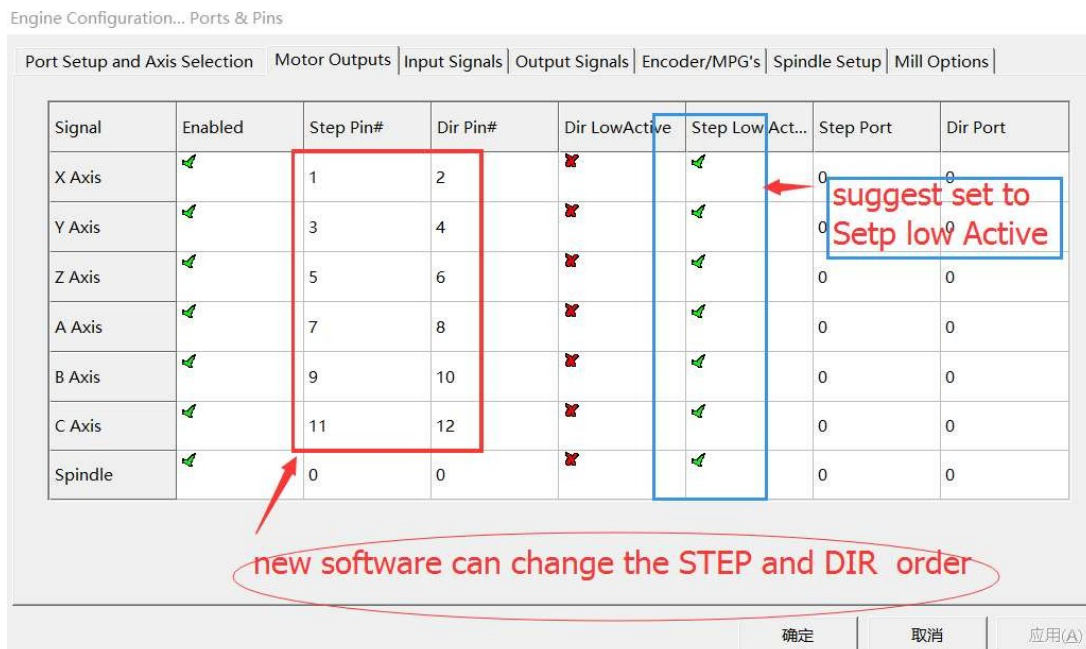 Engine Configuration... Ports & Pins
Port Setup and Axis Selection Motor Outputs Input Signals Output Signals Encoder/MPG's Spindle Setup Mill Options
Signal Enabled Step Pin# Dir Pin# Dir LowActive Step Low Act... Step Port Dir Port
X Axis 1 2 0 0
suggest set to
Y Axis 3 4 0 0
Setp low Active
Z Axis 5 6 0 0
A Axis 7 8 0 0
B Axis 9 10 0 0
C Axis 11 12 0 0
Spindle 0 0 0 0
new software can change the STEP and DIR order
确定 取消 应用(A)